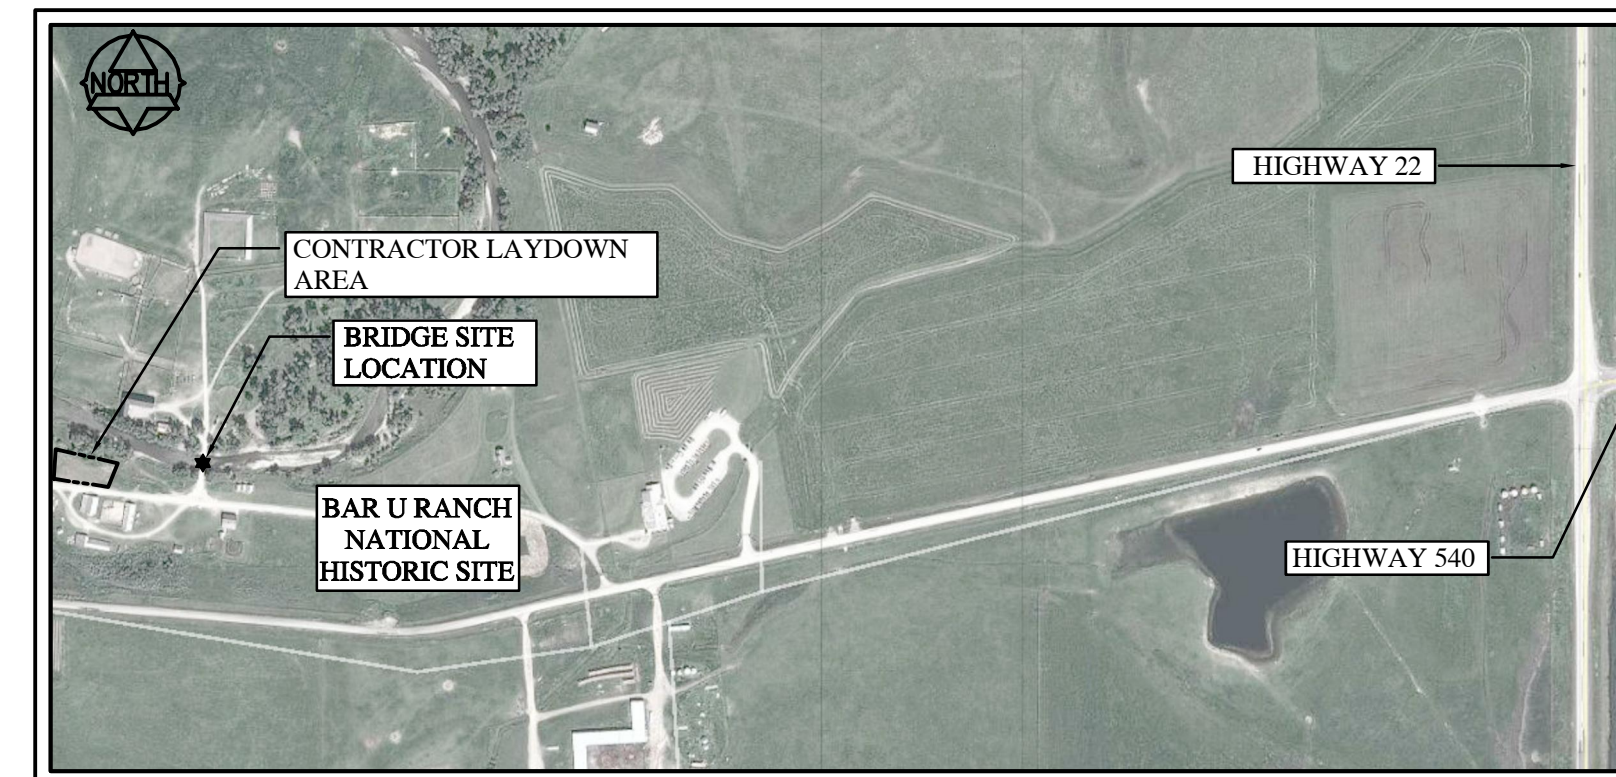 NORTH
HIGHWAY 22
CONTRACTOR LAYDOWN
AREA
BRIDGE SITE
LOCATION
BAR U RANCH
NATIONAL
HISTORIC SITE
HIGHWAY 540